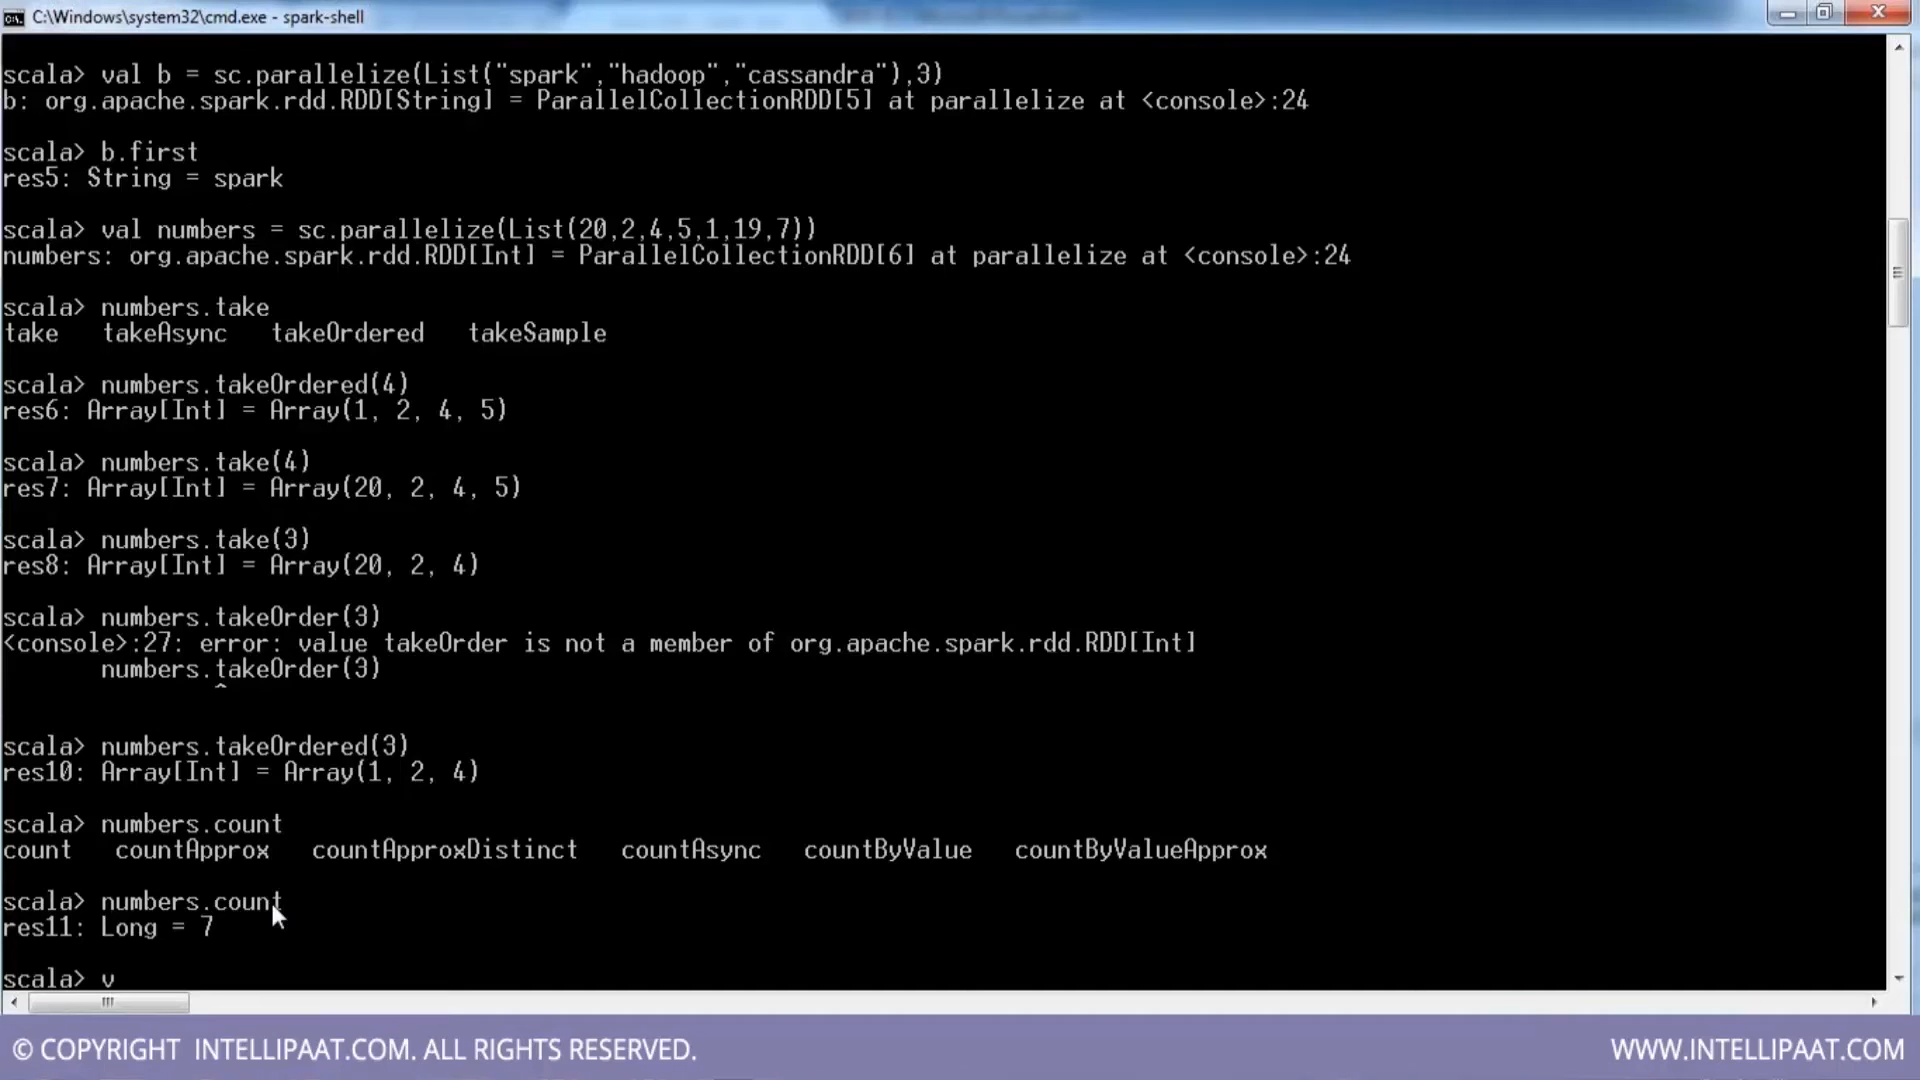 C:\Windows\system32\cmd.exe - spark-shell
scala> val b = sc.parallelize(List("spark","hadoop","cassandra"),3)
b: org.apache.spark.rdd.RDD[String] = ParallelCollectionRDD[5] at parallelize at <console>:24
scala> b.first
res5: String = spark
scala> val numbers = sc.parallelize(List(20,2,4,5,1,19,7))
numbers: org.apache.spark.rdd.RDD[Int] = ParallelCollectionRDD[6] at parallelize at <console>:24
scala> numbers.take
take   takeAsync   takeOrdered   takeSample
scala> numbers.takeOrdered(4)
res6: Array[Int] = Array(1, 2, 4, 5)
scala> numbers.take(4)
res7: Array[Int] = Array(20, 2, 4, 5)
scala> numbers.take(3)
res8: Array[Int] = Array(20, 2, 4)
scala> numbers.takeOrder(3)
<console>:27: error: value takeOrder is not a member of org.apache.spark.rdd.RDD[Int]
       numbers.takeOrder(3)
               ^
scala> numbers.takeOrdered(3)
res10: Array[Int] = Array(1, 2, 4)
scala> numbers.count
count   countApprox   countApproxDistinct   countAsync   countByValue   countByValueApprox
scala> numbers.count
res11: Long = 7
scala> v
© COPYRIGHT INTELLIPAAT.COM. ALL RIGHTS RESERVED.
WWW.INTELLIPAAT.COM